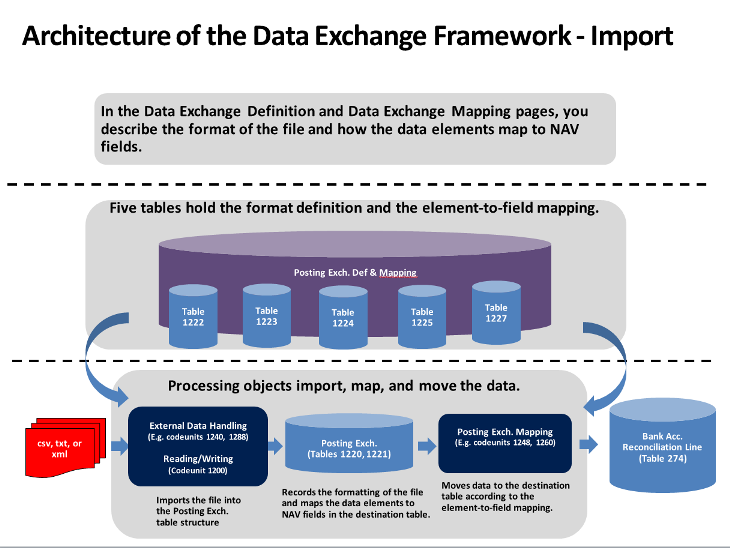 Architecture of the Data Exchange Framework - Import
In the Data Exchange Definition and Data Exchange Mapping pages, you
describe the format of the file and how the data elements map to NAV
fields.
Five tables hold the format definition and the element-to-field mapping.
Posting Exch. Def & Mapping
Table
1222
Table
1223
Table
1224
Table
1225
Table
1227
Processing objects import, map, and move the data.
csv, txt, or
xml
External Data Handling
(E.g. codeunits 1240, 1288)
Reading/Writing
(Codeunit 1200)
Imports the file into
the Posting Exch.
table structure
Posting Exch.
(Tables 1220, 1221)
Records the formatting of the file
and maps the data elements to
NAV fields in the destination table.
Posting Exch. Mapping
(E.g. codeunits 1248, 1260)
Moves data to the destination
table according to the
element-to-field mapping.
Bank Acc.
Reconciliation Line
(Table 274)